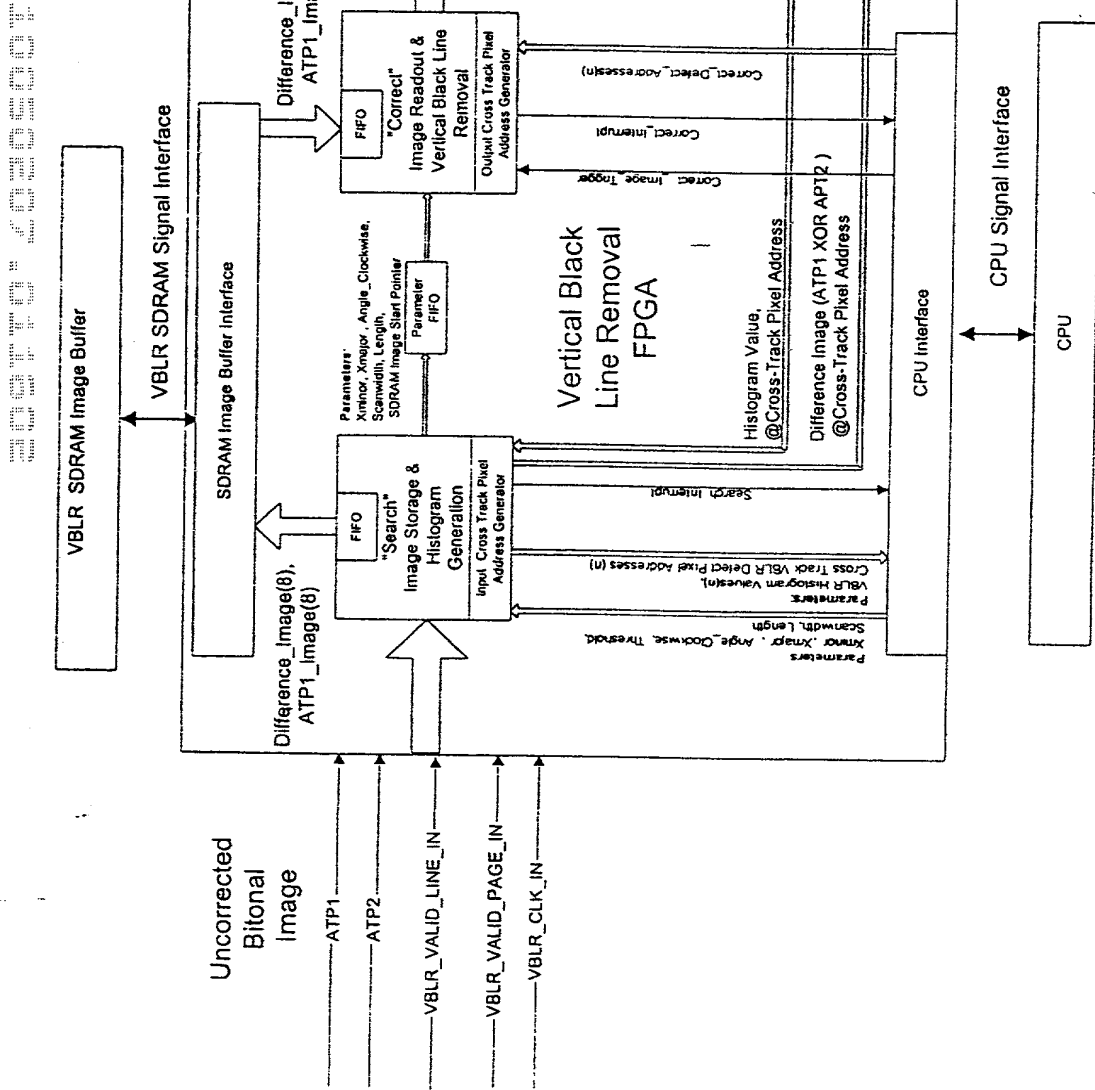 VBLR SDRAM Image Buffer
VBLR SDRAM Signal Interface
SDRAM Image Buffer Interface
Difference_I
ATP1_Ima
Difference_Image(8),
ATP1_Image(8)
Uncorrected
Bitonal
Image
ATP1
ATP2
VBLR_VALID_LINE_IN
VBLR_VALID_PAGE_IN
VBLR_CLK_IN
FIFO
"Search"
Image Storage &
Histogram
Generation
Input Cross Track Pixel
Address Generator
Parameters'
Xminor, Xmajor, Angle_Clockwise,
Scanwidth, Length,
SDRAM Image Start Pointer
Parameter
FIFO
FIFO
"Correct"
Image Readout &
Vertical Black Line
Removal
Output Cross Track Pixel
Address Generator
Vertical Black
Line Removal
FPGA
Parameters
Xminor, Xmajor, Angle_Clockwise, Threshold,
Scanwidth, Length
Parameters:
VBLR Histogram Values(n),
Cross Track VBLR Defect Pixel Addresses (n)
Search Interrupt
Histogram Value,
@Cross-Track Pixel Address
Difference Image (ATP1 XOR APT2 )
@Cross-Track Pixel Address
Correct_Image_Trigger
Correct_Interrupt
Correct_Defect_Addresses(n)
CPU Interface
CPU Signal Interface
CPU